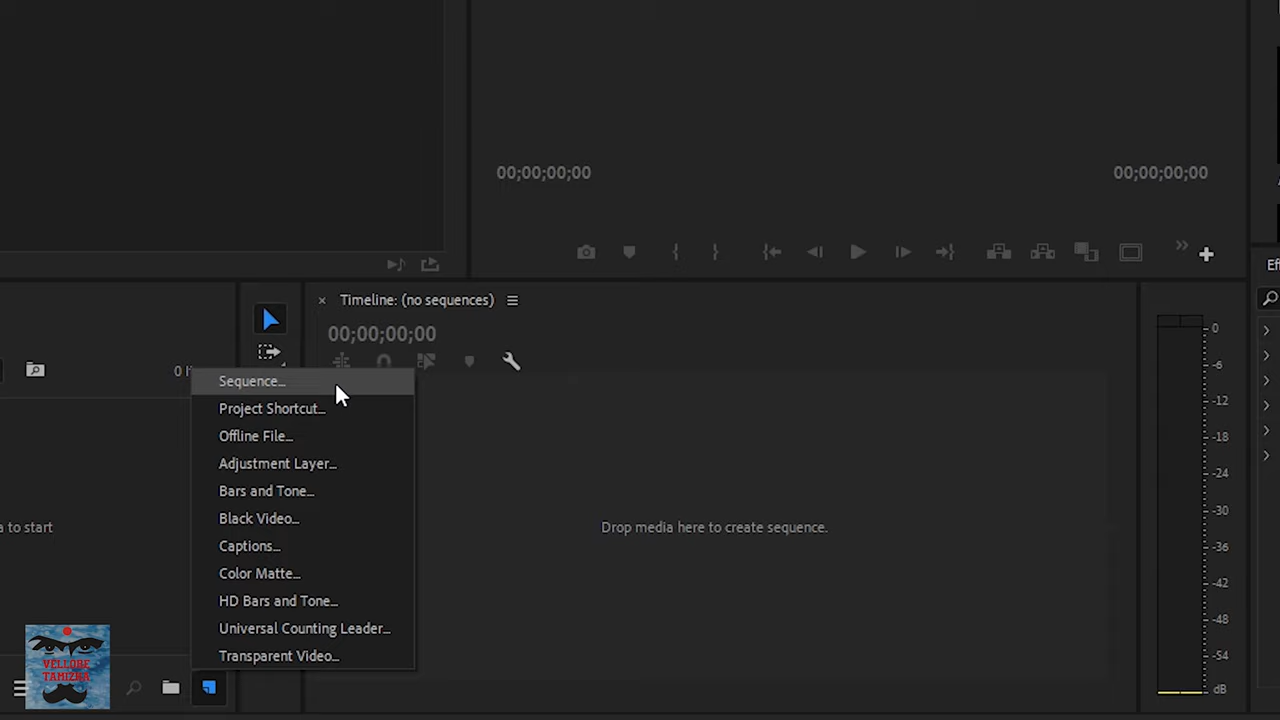 00;00;00;00
00;00;00;00
Timeline: (no sequences)
00;00;00;00
0
Sequence...
Project Shortcut...
Offline File...
Adjustment Layer...
Bars and Tone...
Black Video...
Captions...
Color Matte...
HD Bars and Tone...
Universal Counting Leader...
Transparent Video...
a to start
Drop media here to create sequence.
0
-6
-12
-18
-24
-30
-36
-42
-48
-54
dB
VELLORE
TAMIZHA